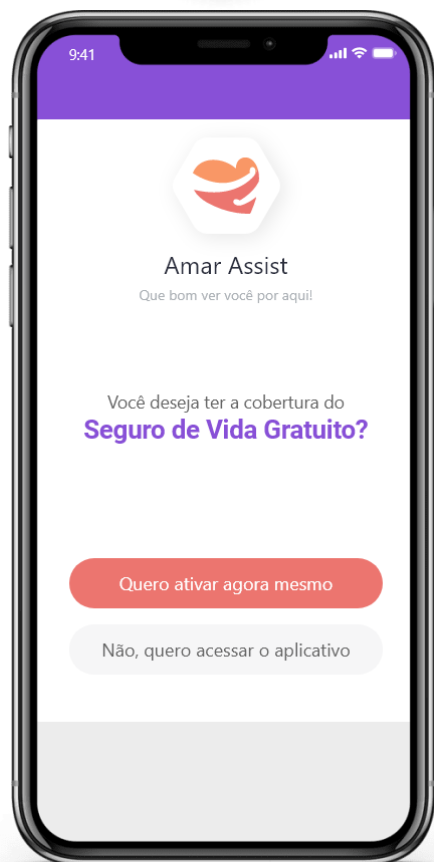 9:41
Amar Assist
Que bom ver você por aqui!
Você deseja ter a cobertura do
Seguro de Vida Gratuito?
Quero ativar agora mesmo
Não, quero acessar o aplicativo